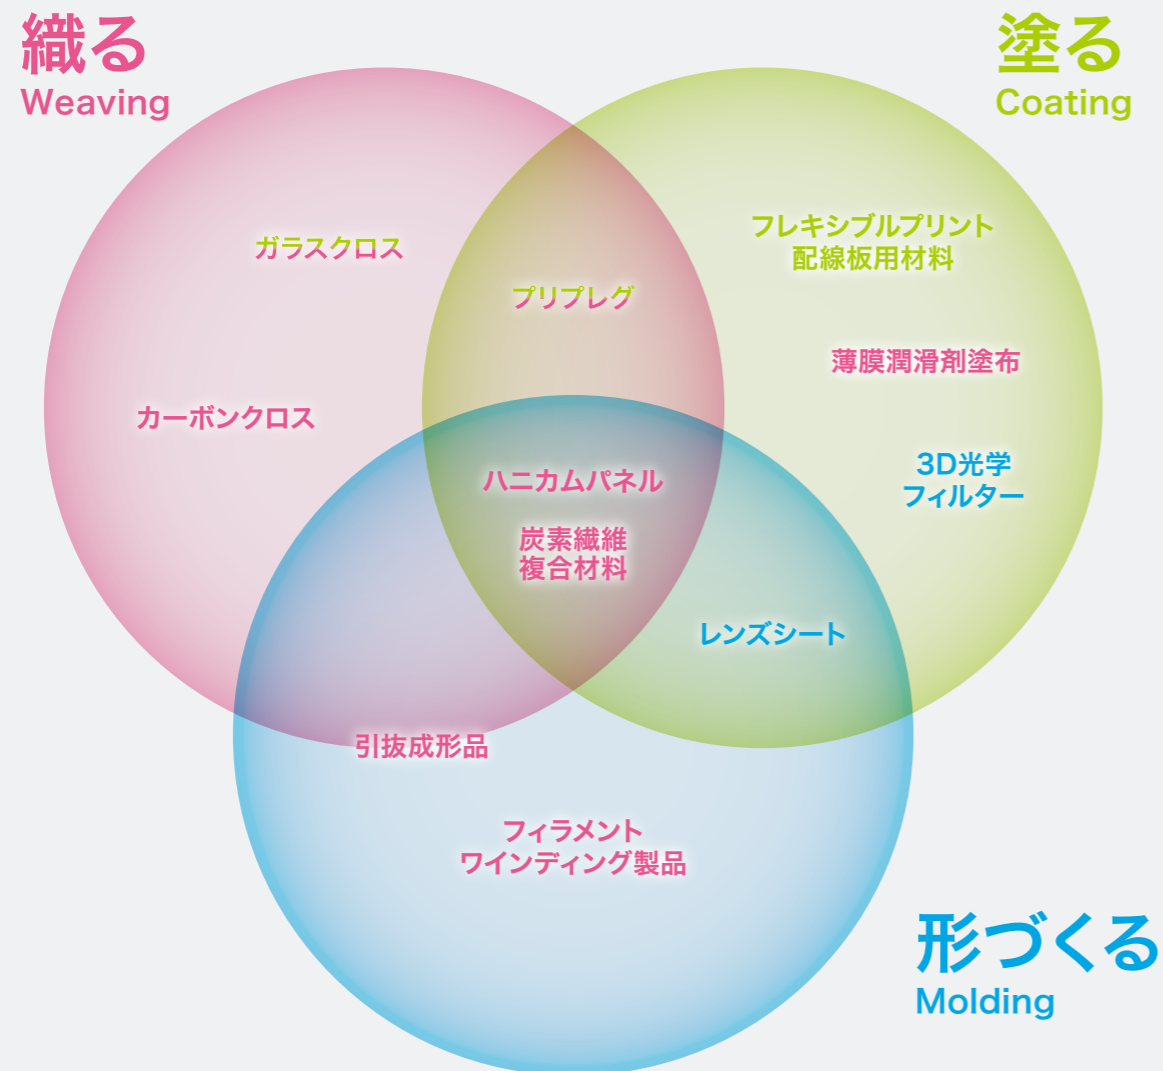 織る
Weaving
塗る
Coating
ガラスクロス
カーボンクロス
プリプレグ
フレキシブルプリント
配線板用材料
薄膜潤滑剤塗布
3D光学
フィルター
ハニカムパネル
炭素繊維
複合材料
レンズシート
引抜成形品
フィラメント
ワインディング製品
形づくる
Molding